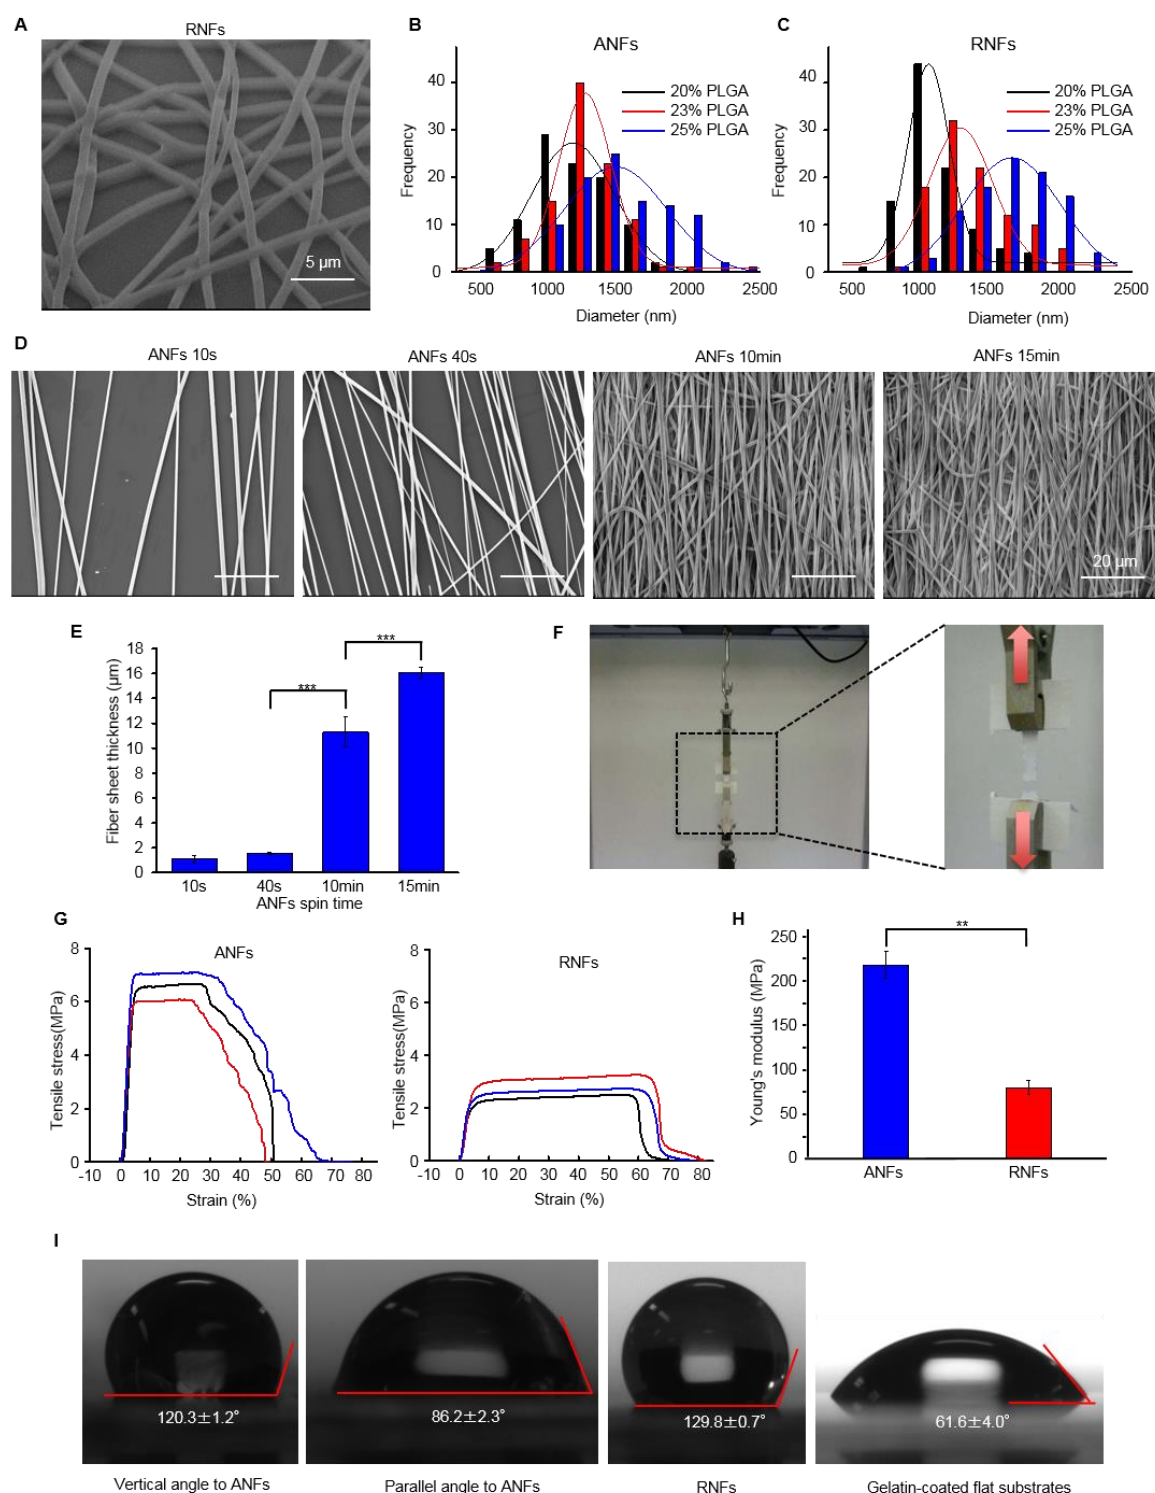 A
RNFs
5 µm
B
ANFs
20% PLGA
23% PLGA
25% PLGA
Frequency
40
30
20
10
0
500 1000 1500 2000 2500
Diameter (nm)
C
RNFs
20% PLGA
23% PLGA
25% PLGA
Frequency
40
30
20
10
0
500 1000 1500 2000 2500
Diameter (nm)
D
ANFs 10s
ANFs 40s
ANFs 10min
ANFs 15min
20 µm
E
Fiber sheet thickness (µm)
18
16
14
12
10
8
6
4
2
0
***
***
10s 40s 10min 15min
ANFs spin time
F
G
ANFs
Tensile stress(MPa)
8
6
4
2
0
-10 0 10 20 30 40 50 60 70 80
Strain (%)
RNFs
Tensile stress(MPa)
8
6
4
2
0
-10 0 10 20 30 40 50 60 70 80
Strain (%)
H
Young's modulus (MPa)
250
200
150
100
50
0
**
ANFs RNFs
I
120.3±1.2°
86.2±2.3°
129.8±0.7°
61.6±4.0°
Vertical angle to ANFs
Parallel angle to ANFs
RNFs
Gelatin-coated flat substrates